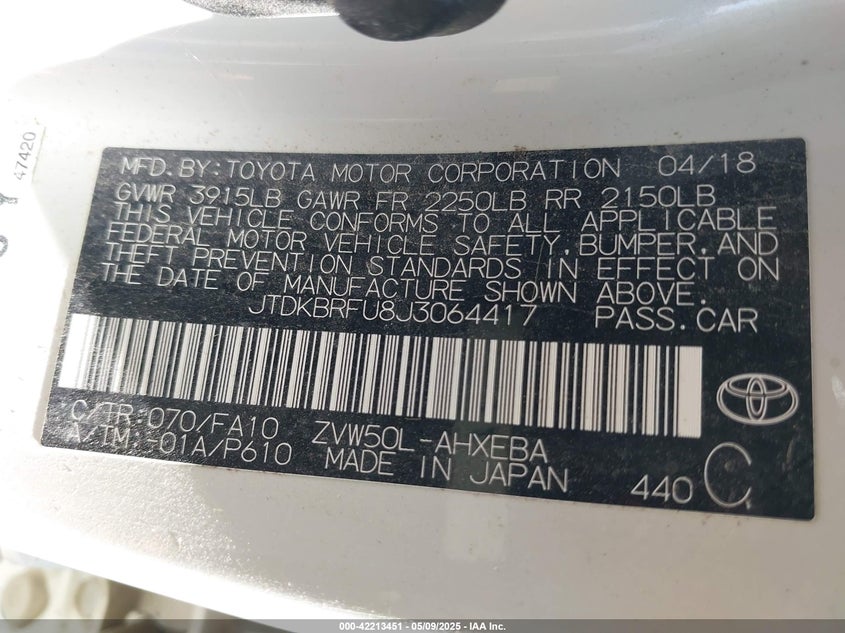 47420
MFD.BY:TOYOTA MOTOR CORPORATION 04/18
GVWR 3915LB GAWR FR 2250LB RR 2150LB
THIS VEHICLE CONFORMS TO ALL APPLICABLE
FEDERAL MOTOR VEHICLE SAFETY,BUMPER,AND
THEFT PREVENTION STANDARDS IN EFFECT ON
THE DATE OF MANUFACTURE SHOWN ABOVE.
JTDKBRFU8J3064417 PASS.CAR
C/TR:070/FA10 ZVW50L-AHXEBA
A/TM:-01A/P610 MADE IN JAPAN
440 C
000-42213451 - 05/09/2025 - IAA Inc.